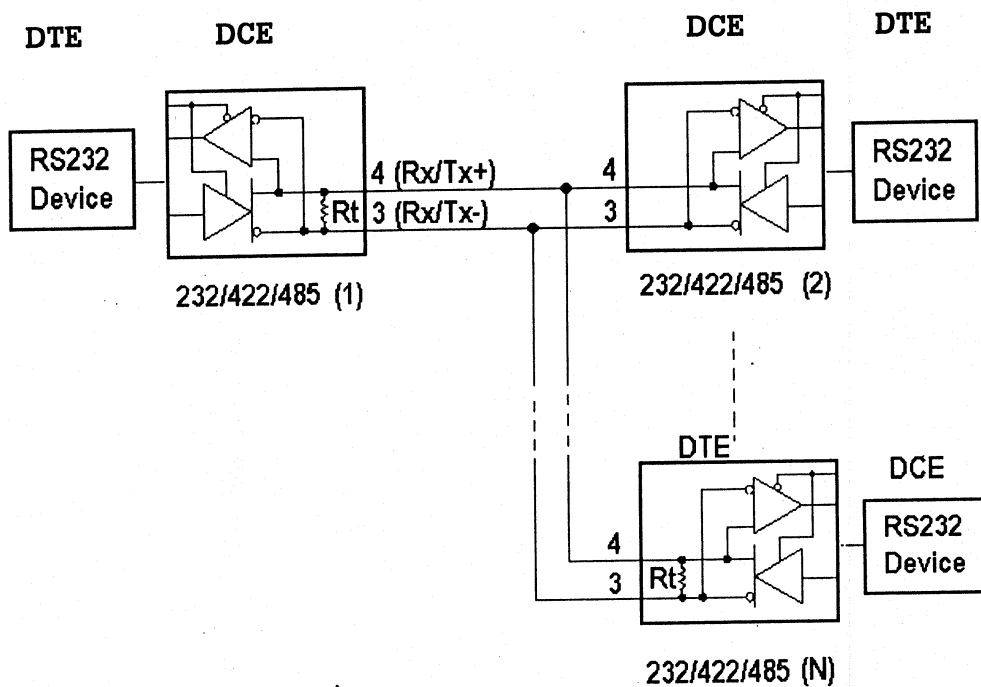 DTE
DCE
DCE
DTE
RS232
Device
4 (Rx/Tx+)
Rt
3 (Rx/Tx-)
4
3
RS232
Device
232/422/485 (1)
232/422/485 (2)
DTE
DCE
4
Rt
3
RS232
Device
232/422/485 (N)